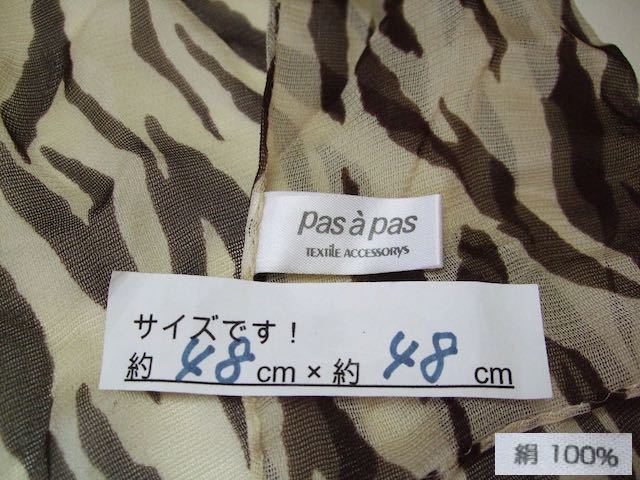 pas à pas
TEXTILE ACCESSORYS
サイズです！
約 48 cm × 約 48 cm
絹 100%